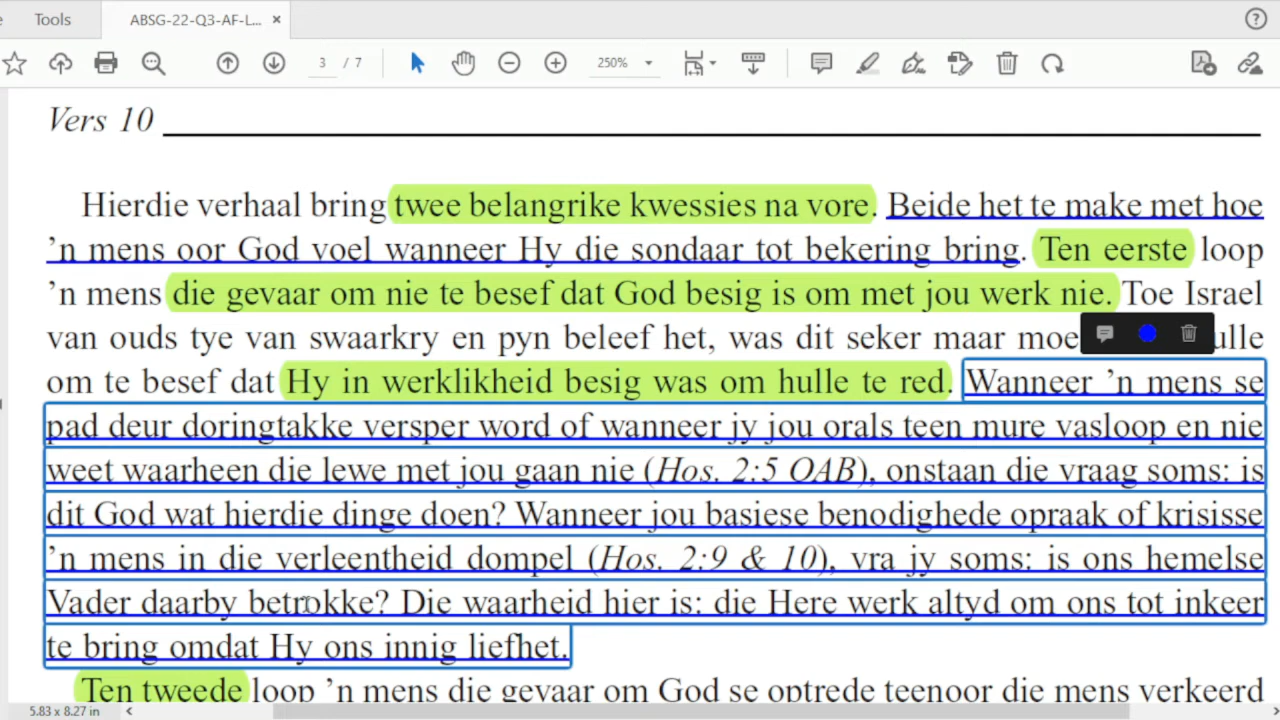 Tools
ABSG-22-Q3-AF-L...
3 / 7
250%
Vers 10
Hierdie verhaal bring twee belangrike kwessies na vore. Beide het te make met hoe
’n mens oor God voel wanneer Hy die sondaar tot bekering bring. Ten eerste loop
’n mens die gevaar om nie te besef dat God besig is om met jou werk nie. Toe Israel
van ouds tye van swaarkry en pyn beleef het, was dit seker maar moe ulle
om te besef dat Hy in werklikheid besig was om hulle te red. Wanneer ’n mens se
pad deur doringtakke versper word of wanneer jy jou orals teen mure vasloop en nie
weet waarheen die lewe met jou gaan nie (Hos. 2:5 OAB), onstaan die vraag soms: is
dit God wat hierdie dinge doen? Wanneer jou basiese benodighede opraak of krisisse
’n mens in die verleentheid dompel (Hos. 2:9 & 10), vra jy soms: is ons hemelse
Vader daarby betrokke? Die waarheid hier is: die Here werk altyd om ons tot inkeer
te bring omdat Hy ons innig liefhet.
Ten tweede loop ’n mens die gevaar om God se optrede teenoor die mens verkeerd
5.83 x 8.27 in